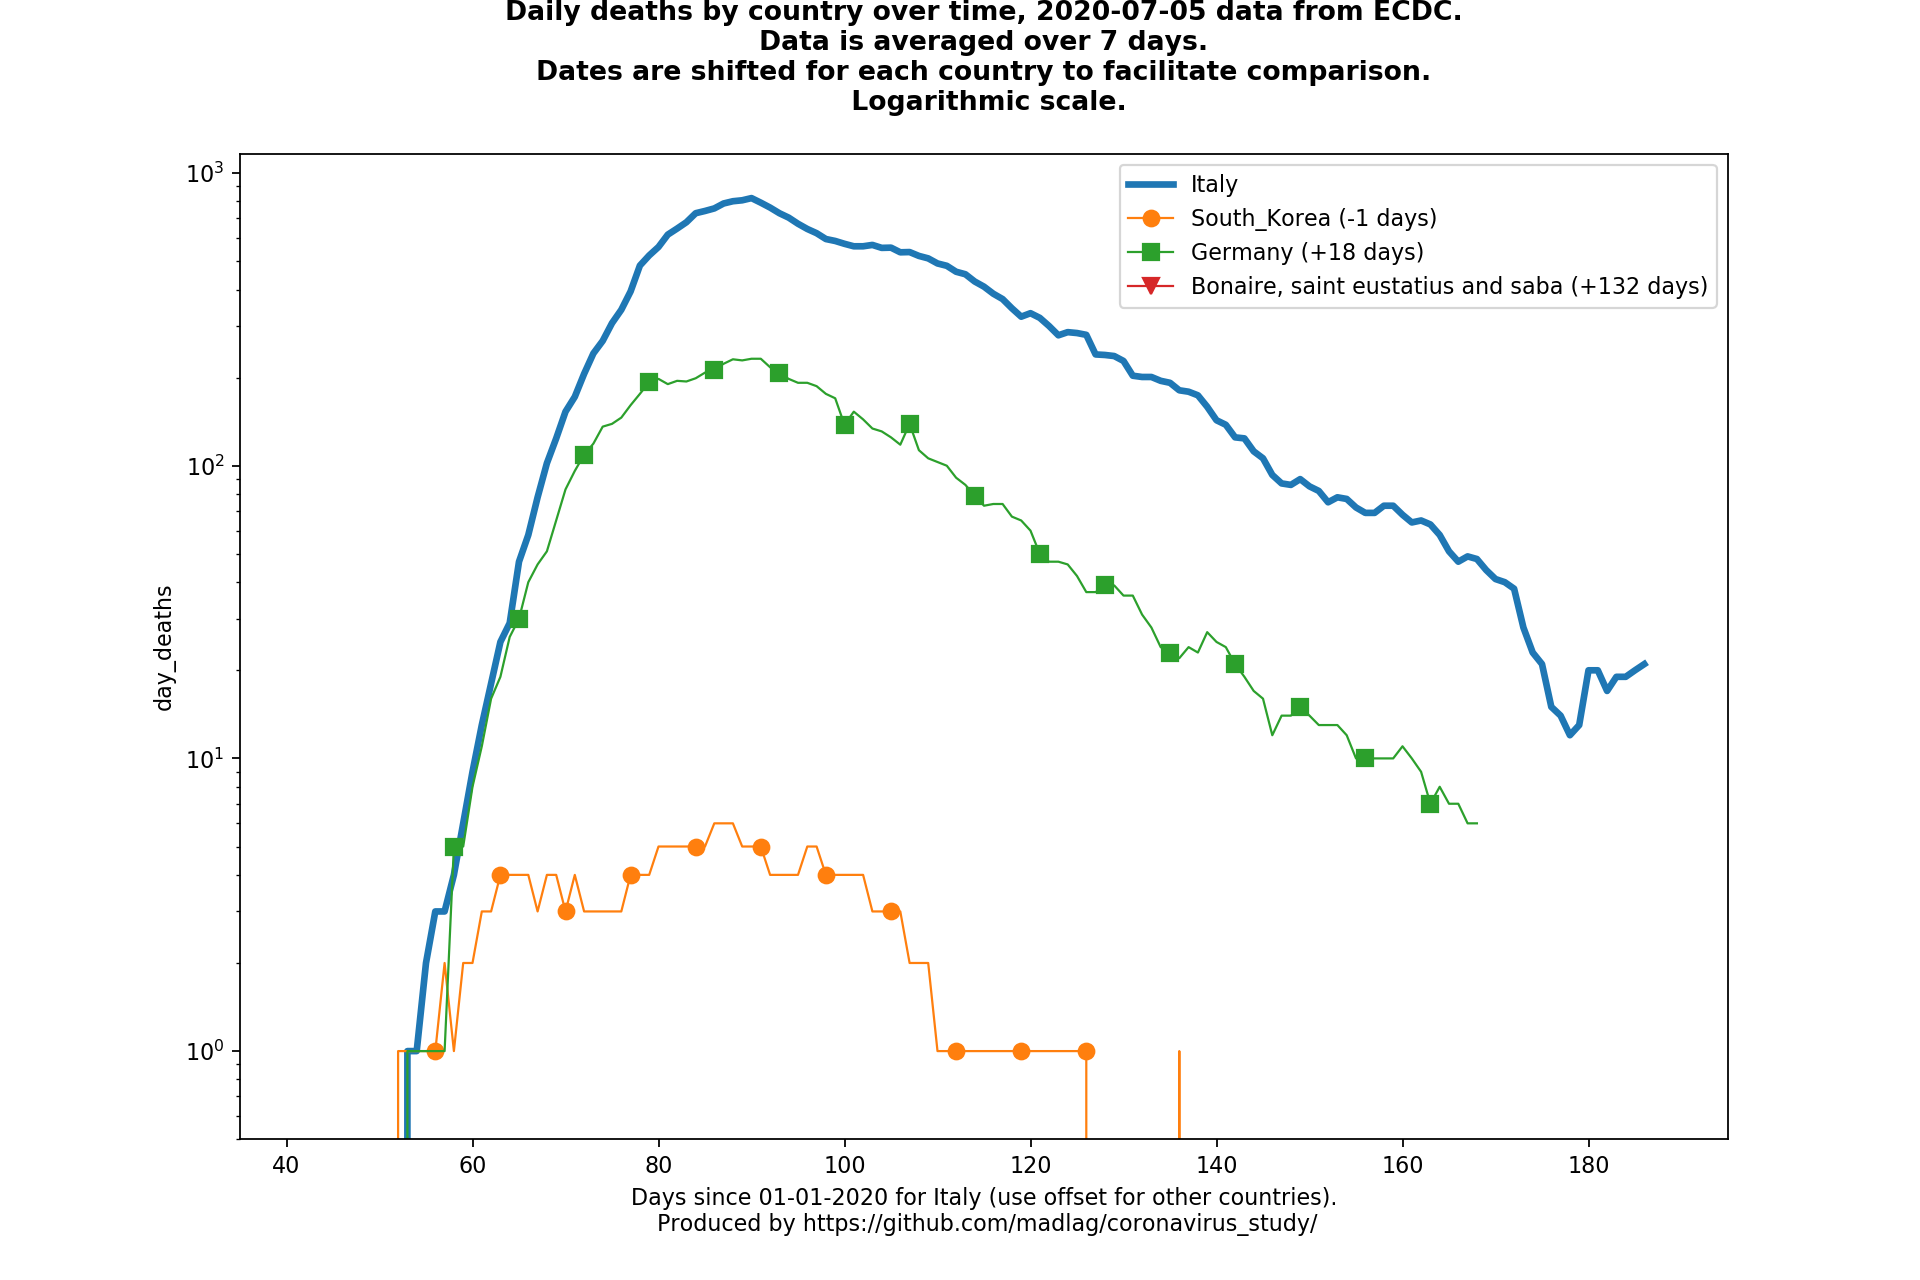 Daily deaths by country over time, 2020-07-05 data from ECDC.
Data is averaged over 7 days.
Dates are shifted for each country to facilitate comparison.
Logarithmic scale.
10³
10²
10¹
10⁰
day_deaths
Italy
South_Korea (-1 days)
Germany (+18 days)
Bonaire, saint eustatius and saba (+132 days)
40 60 80 100 120 140 160 180
Days since 01-01-2020 for Italy (use offset for other countries).
Produced by https://github.com/madlag/coronavirus_study/